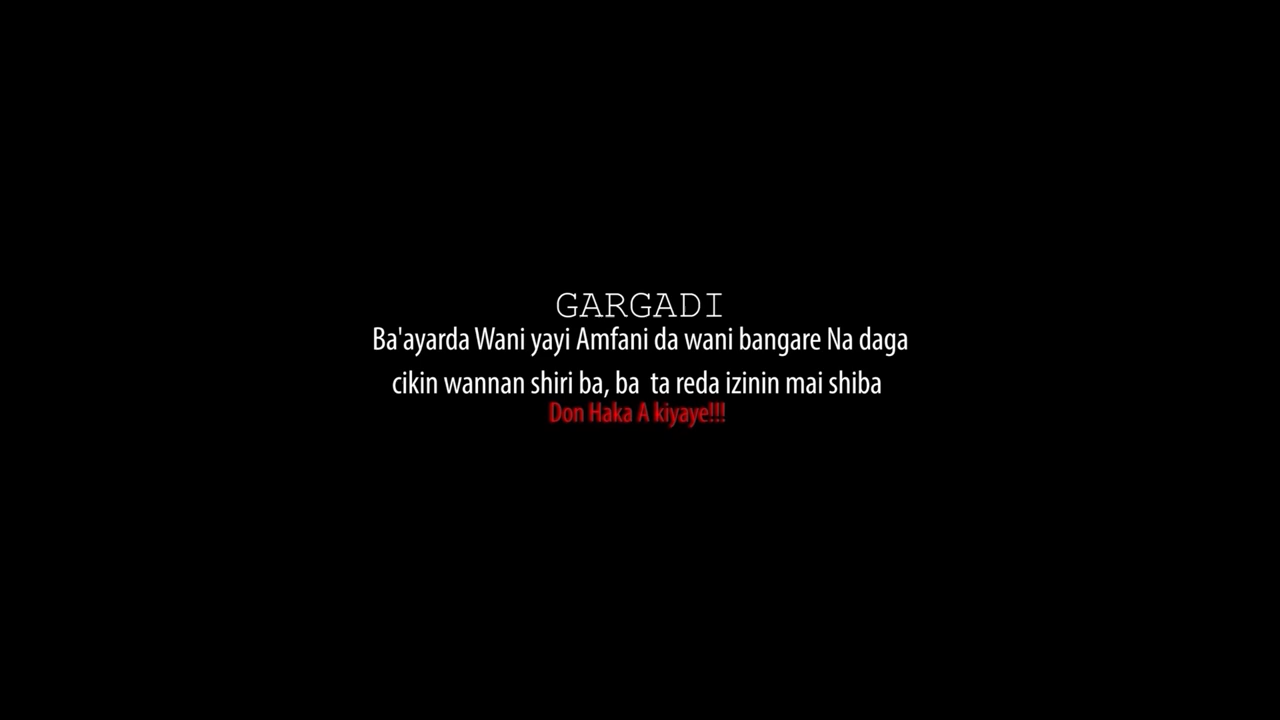 GARGADI
Ba'ayarda Wani yayi Amfani da wani bangare Na daga
cikin wannan shiri ba, ba ta reda izinin mai shiba
Don Haka A kiyaye!!!